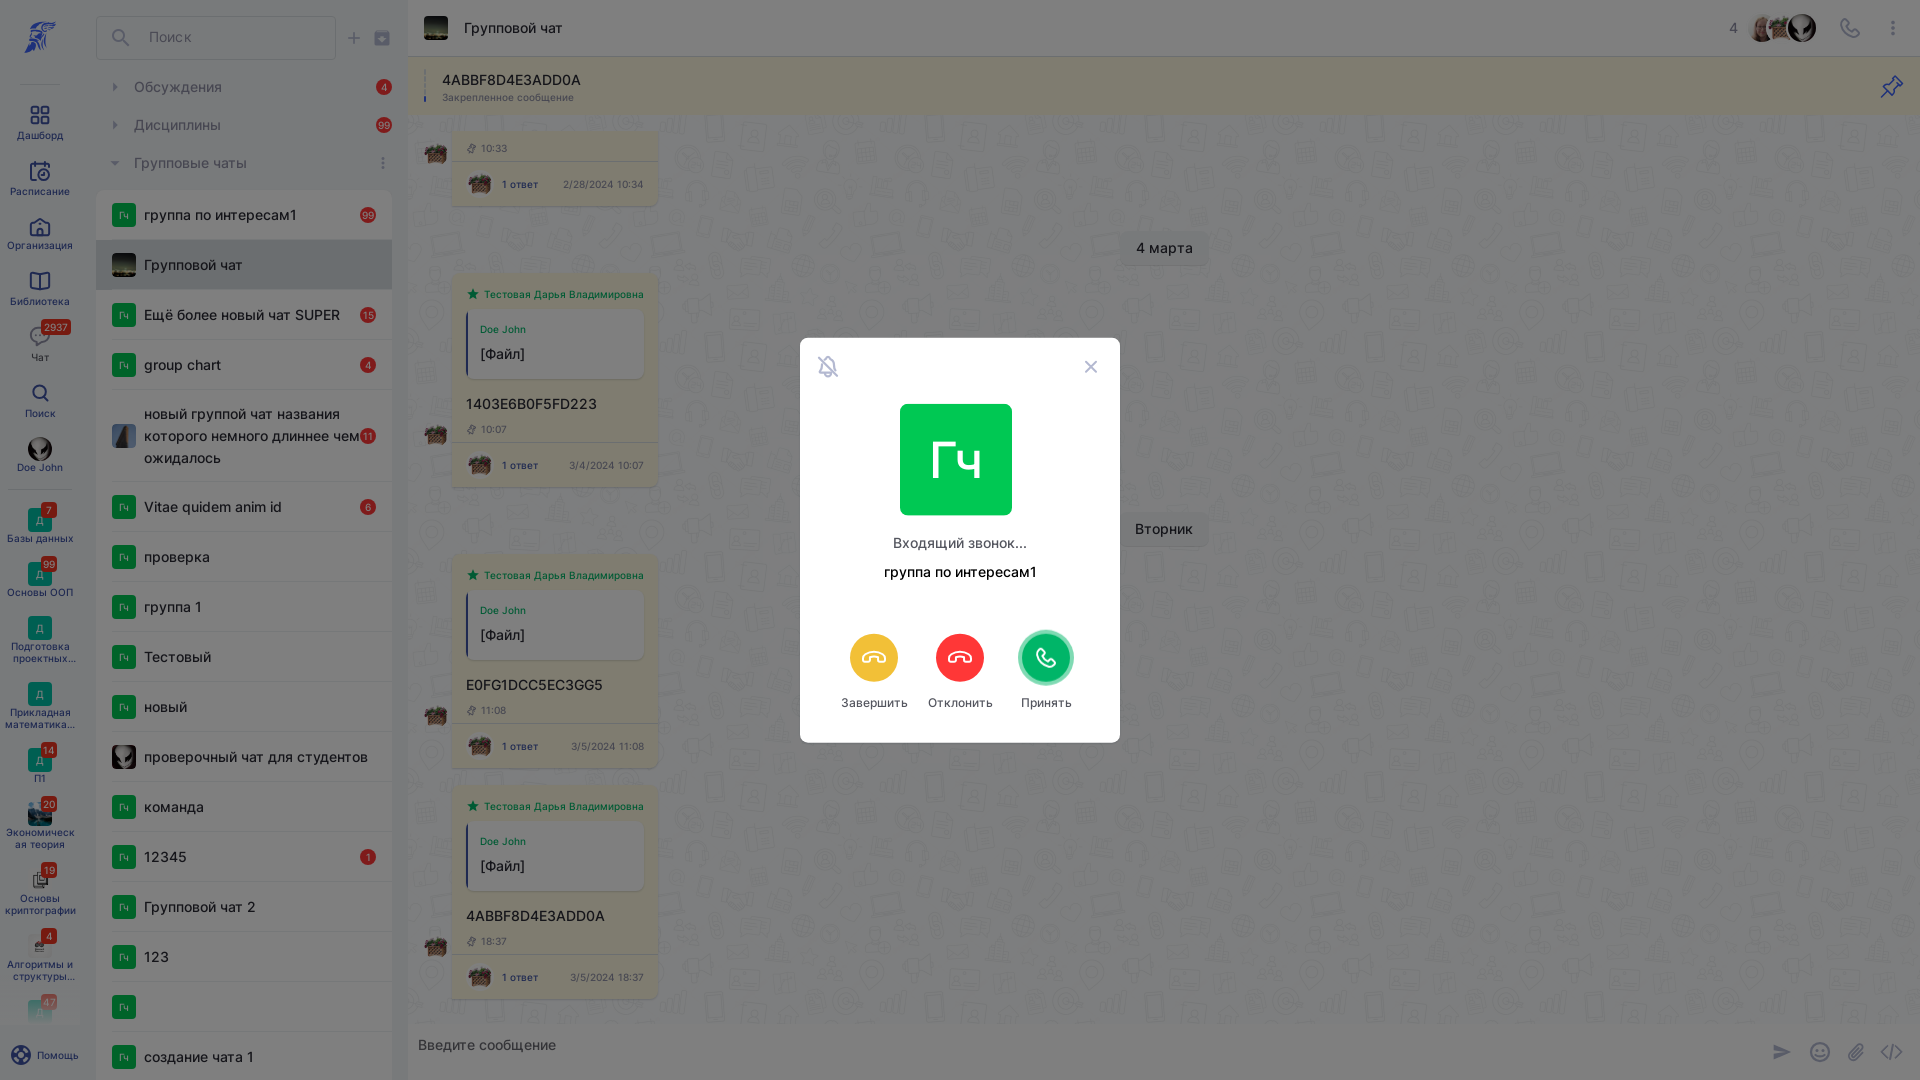 Поиск
Обсуждения
4
Дисциплины
99
Групповые чаты
Дашборд
Расписание
Организация
Библиотека
2937
Чат
Поиск
Doe John
7
Д
Базы данных
99
Д
Основы ООП
Д
Подготовка
проектных...
Д
Прикладная
математика...
14
Д
П1
20
Экономическ
ая теория
19
Основы
криптографии
4
Алгоритмы и
структуры...
47
Д
Помощь
Гч
группа по интересам1
99
Групповой чат
Гч
Ещё более новый чат SUPER
15
Гч
group chart
4
новый группой чат названия
которого немного длиннее чем
ожидалось
11
Гч
Vitae quidem anim id
6
Гч
проверка
Гч
группа 1
Гч
Тестовый
Гч
новый
проверочный чат для студентов
Гч
команда
Гч
12345
1
Гч
Групповой чат 2
Гч
123
Гч
Гч
создание чата 1
Групповой чат
4
4ABBF8D4E3ADD0A
Закрепленное сообщение
10:33
1 ответ
2/28/2024 10:34
4 марта
Тестовая Дарья Владимировна
Doe John
[Файл]
1403E6B0F5FD223
10:07
1 ответ
3/4/2024 10:07
Вторник
Тестовая Дарья Владимировна
Doe John
[Файл]
E0FG1DCC5EC3GG5
11:08
1 ответ
3/5/2024 11:08
Тестовая Дарья Владимировна
Doe John
[Файл]
4ABBF8D4E3ADD0A
18:37
1 ответ
3/5/2024 18:37
Введите сообщение
Гч
Входящий звонок...
группа по интересам1
Завершить
Отклонить
Принять